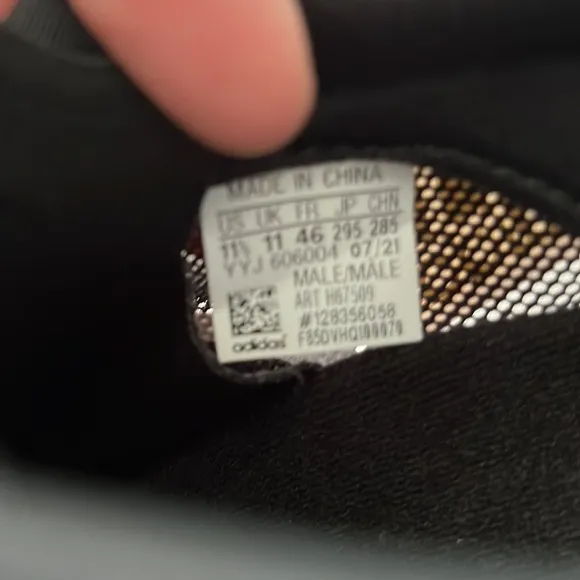 MADE IN CHINA
US UK FR JP CHN
11½ 11 46 295 285
YYJ 606004 07/21
MALE/MALE
ART H67509
#128356058
adidas